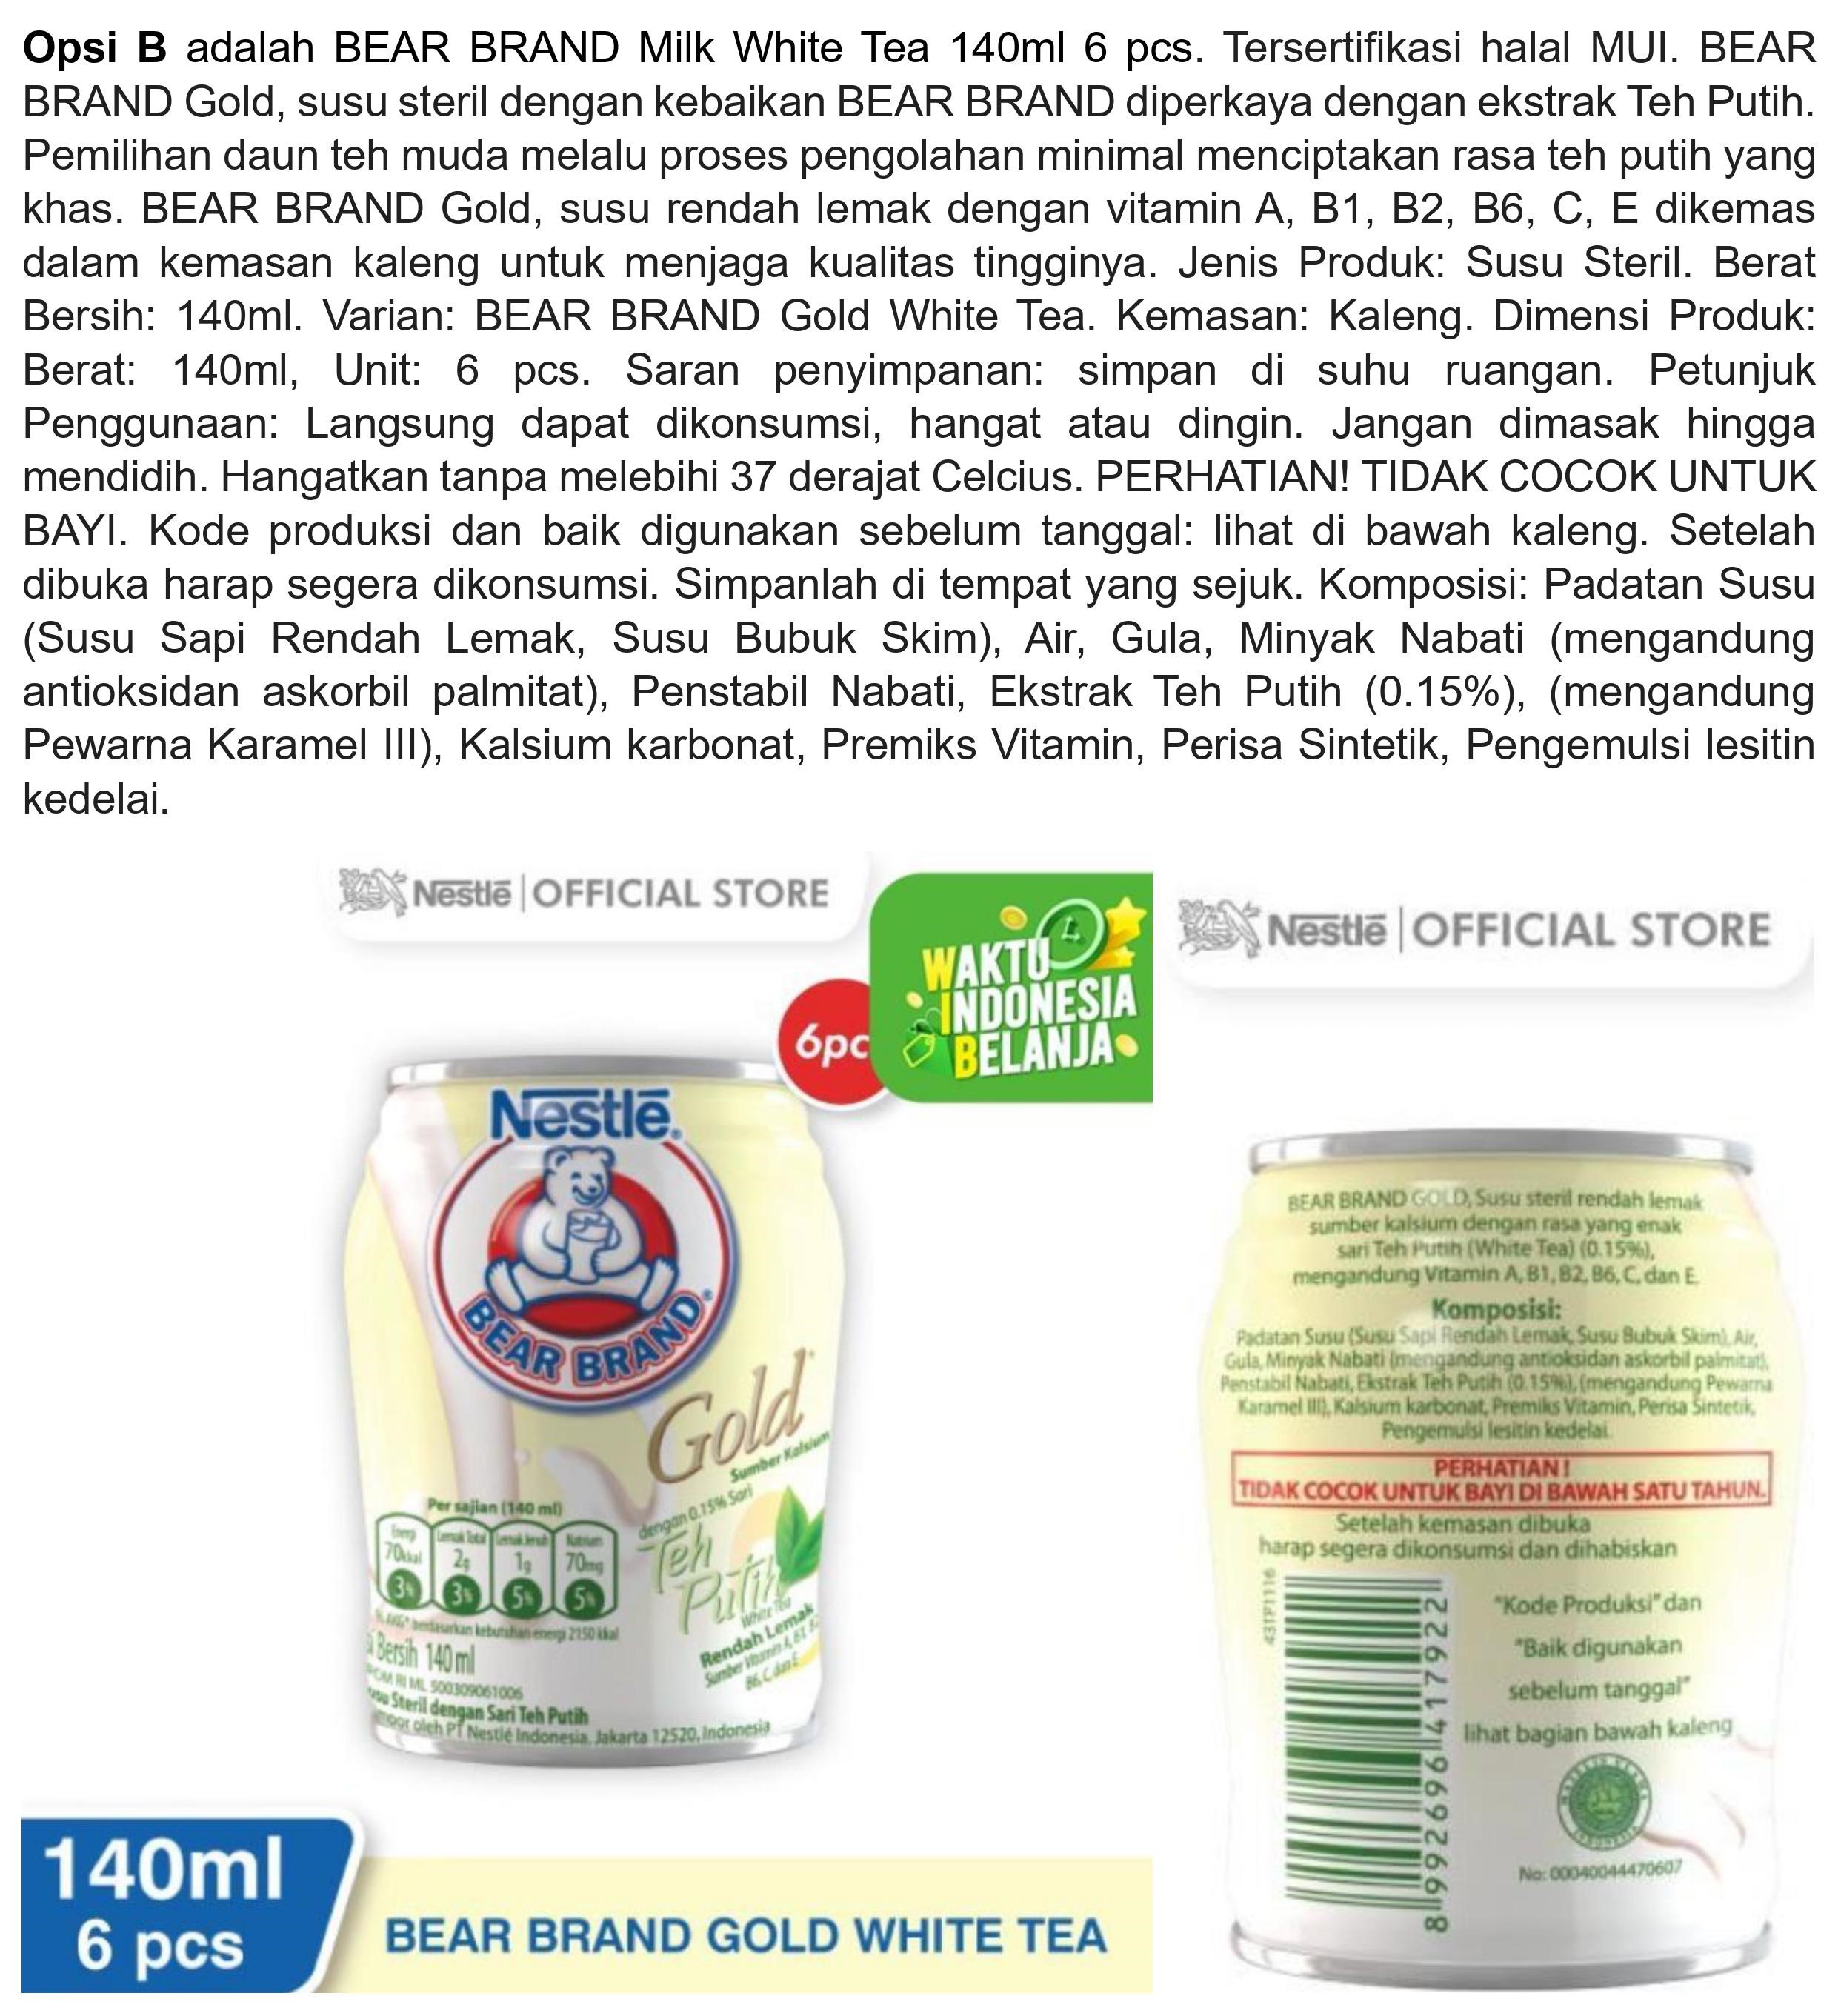 Opsi B adalah BEAR BRAND Milk White Tea 140ml 6 pcs. Tersertifikasi halal MUI. BEAR
BRAND Gold, susu steril dengan kebaikan BEAR BRAND diperkaya dengan ekstrak Teh Putih.
Pemilihan daun teh muda melalu proses pengolahan minimal menciptakan rasa teh putih yang
khas. BEAR BRAND Gold, susu rendah lemak dengan vitamin A, B1, B2, B6, C, E dikemas
dalam kemasan kaleng untuk menjaga kualitas tingginya. Jenis Produk: Susu Steril. Berat
Bersih: 140ml. Varian: BEAR BRAND Gold White Tea. Kemasan: Kaleng. Dimensi Produk:
Berat: 140ml, Unit: 6 pcs. Saran penyimpanan: simpan di suhu ruangan. Petunjuk
Penggunaan: Langsung dapat dikonsumsi, hangat atau dingin. Jangan dimasak hingga
mendidih. Hangatkan tanpa melebihi 37 derajat Celcius. PERHATIAN! TIDAK COCOK UNTUK
BAYI. Kode produksi dan baik digunakan sebelum tanggal: lihat di bawah kaleng. Setelah
dibuka harap segera dikonsumsi. Simpanlah di tempat yang sejuk. Komposisi: Padatan Susu
(Susu Sapi Rendah Lemak, Susu Bubuk Skim), Air, Gula, Minyak Nabati (mengandung
antioksidan askorbil palmitat), Penstabil Nabati, Ekstrak Teh Putih (0.15%), (mengandung
Pewarna Karamel III), Kalsium karbonat, Premiks Vitamin, Perisa Sintetik, Pengemulsi lesitin
kedelai.
Nestlē OFFICIAL STORE
6pc
WAKTU
INDONESIA
BELANJA
Nestlē
BEAR BRAND
Gold
Sumber Kalsium
dengan 0.15% Sari
Teh
Putih
White Tea
Rendah Lemak
Sumber Vitamin A, B1, B2
B6, C dan E
Per sajian (140 ml)
Energi Lemak Total Lemak Jenuh Natrium
70kkal 2g 1g 70mg
3% 3% 5% 5%
berdasarkan kebutuhan energi 2150 kkal
Bersih 140 ml
RI ML 500309061006
Steril dengan Sari Teh Putih
oleh PT Nestlé Indonesia, Jakarta 12520, Indonesia
140ml
6 pcs
BEAR BRAND GOLD WHITE TEA
Nestlē OFFICIAL STORE
BEAR BRAND GOLD, Susu steril rendah lemak
sumber kalsium dengan rasa yang enak
sari Teh Putih (White Tea) (0.15%),
mengandung Vitamin A, B1, B2, B6, C, dan E.
Komposisi:
Padatan Susu (Susu Sapi Rendah Lemak, Susu Bubuk Skim), Air,
Gula, Minyak Nabati (mengandung antioksidan askorbil palmitat),
Penstabil Nabati, Ekstrak Teh Putih (0.15%), (mengandung Pewarna
Karamel III), Kalsium karbonat, Premiks Vitamin, Perisa Sintetik,
Pengemulsi lesitin kedelai.
PERHATIAN !
TIDAK COCOK UNTUK BAYI DI BAWAH SATU TAHUN.
Setelah kemasan dibuka
harap segera dikonsumsi dan dihabiskan
431P1116
8 992696 417922
"Kode Produksi" dan
"Baik digunakan
sebelum tanggal"
lihat bagian bawah kaleng
No: 00040044470607